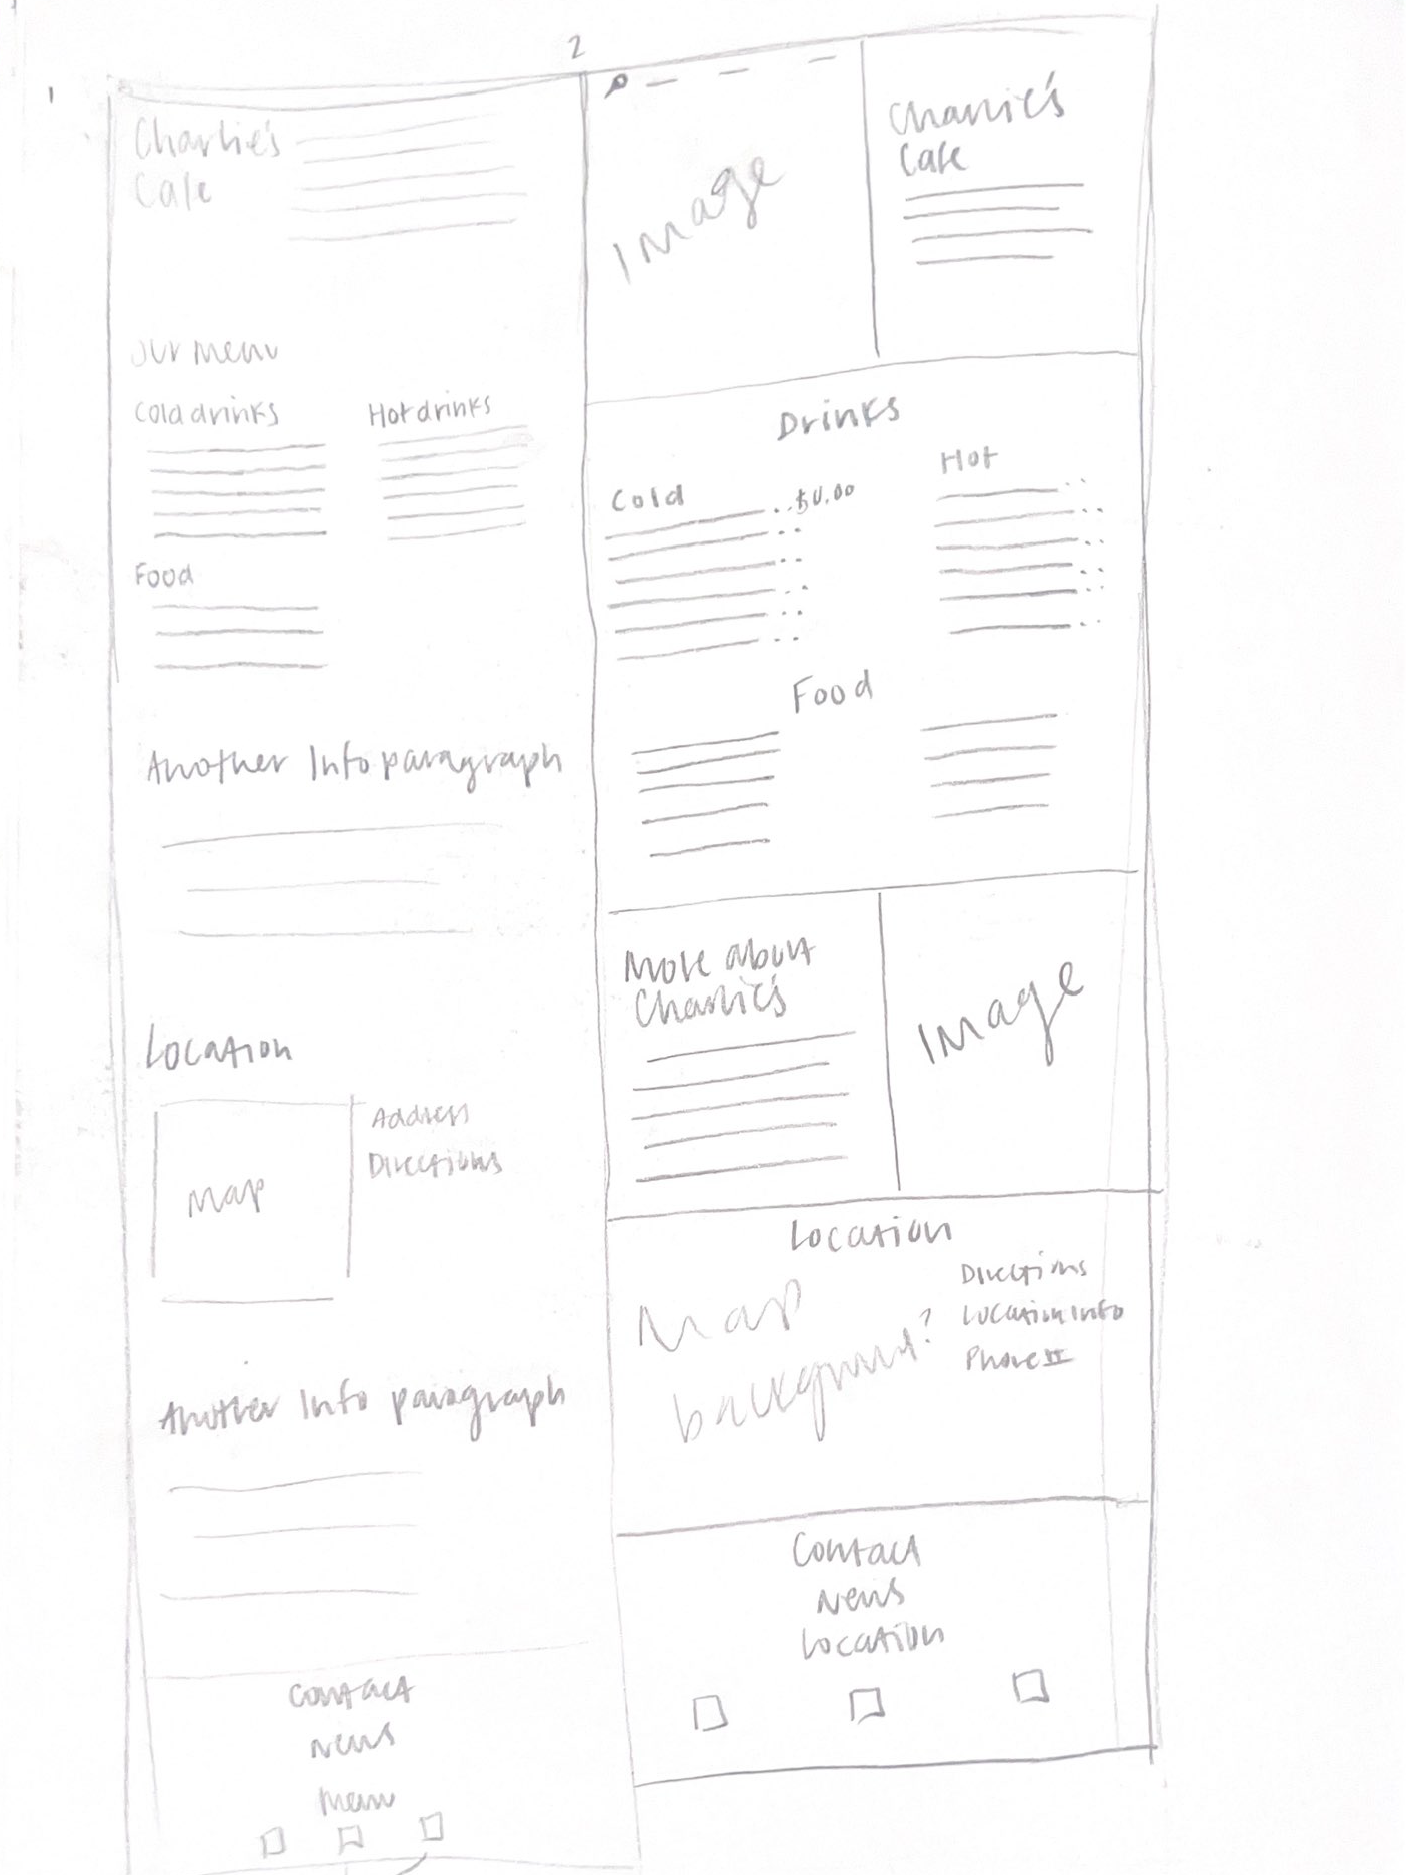 1
Charlie's
Cafe
Our Menu
Cold drinks
Hot drinks
Food
Another Info paragraph
Location
Map
Address
Directions
Another Info paragraph
Contact
News
Menu
2
Image
Charlie's
Cafe
Drinks
Cold
$0.00
Hot
Food
More about
Charlie's
Image
Location
Map
background?
Directions
Location Info
Phone #
Contact
News
Location